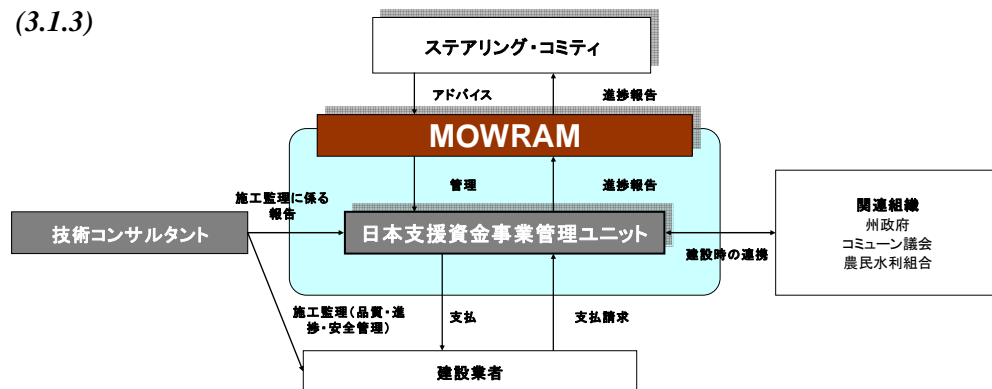 (3.1.3)
ステアリング・コミティ
アドバイス
進捗報告
MOWRAM
管理
進捗報告
施工監理に係る
報告
技術コンサルタント
日本支援資金事業管理ユニット
建設時の連携
関連組織
州政府
コミューン議会
農民水利組合
施工監理(品質・進
捗・安全管理)
支払
支払請求
建設業者